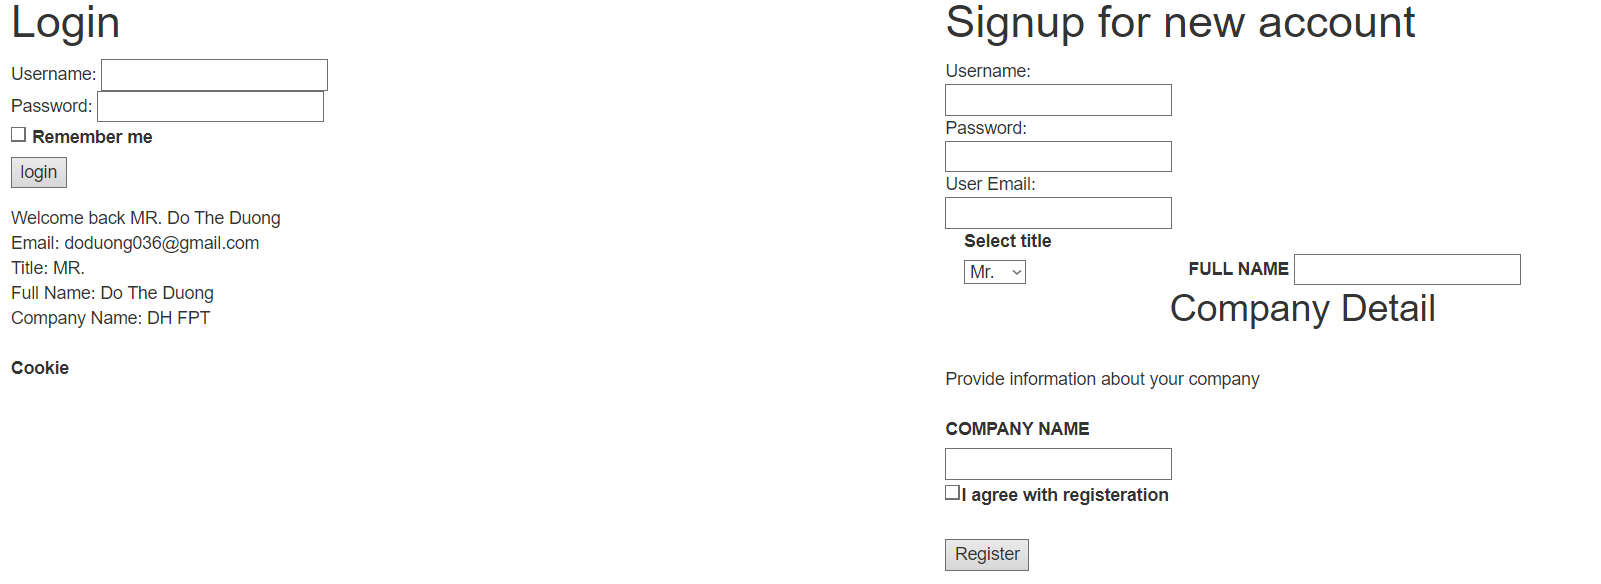 Login
Username:
Password:
Remember me
login
Welcome back MR. Do The Duong
Email: doduong036@gmail.com
Title: MR.
Full Name: Do The Duong
Company Name: DH FPT
Cookie
Signup for new account
Username:
Password:
User Email:
Select title
Mr.
FULL NAME
Company Detail
Provide information about your company
COMPANY NAME
I agree with registeration
Register